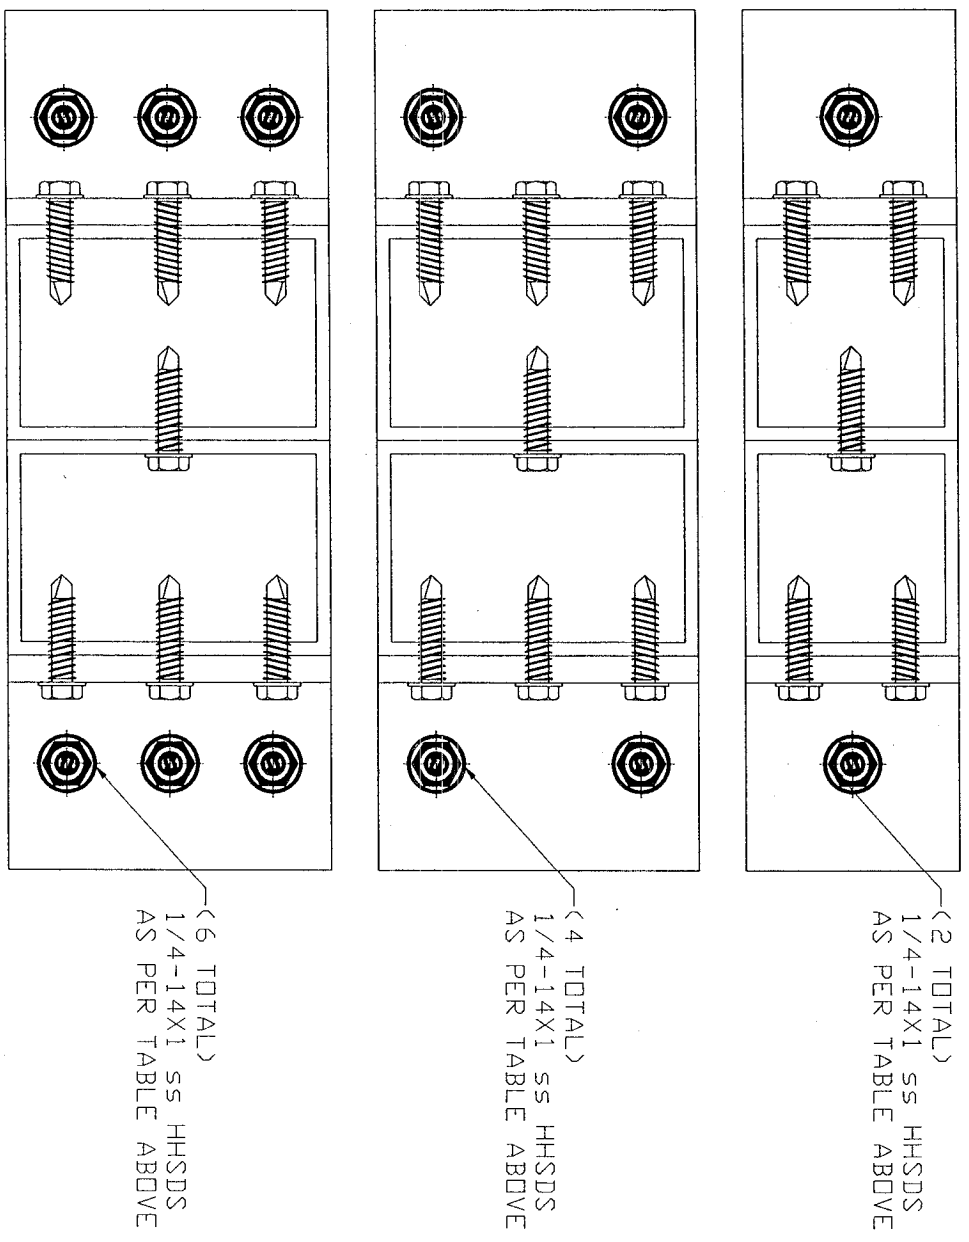 (2 TOTAL)
1/4-14X1 ss HHSDS
AS PER TABLE ABOVE
(4 TOTAL)
1/4-14X1 ss HHSDS
AS PER TABLE ABOVE
(6 TOTAL)
1/4-14X1 ss HHSDS
AS PER TABLE ABOVE